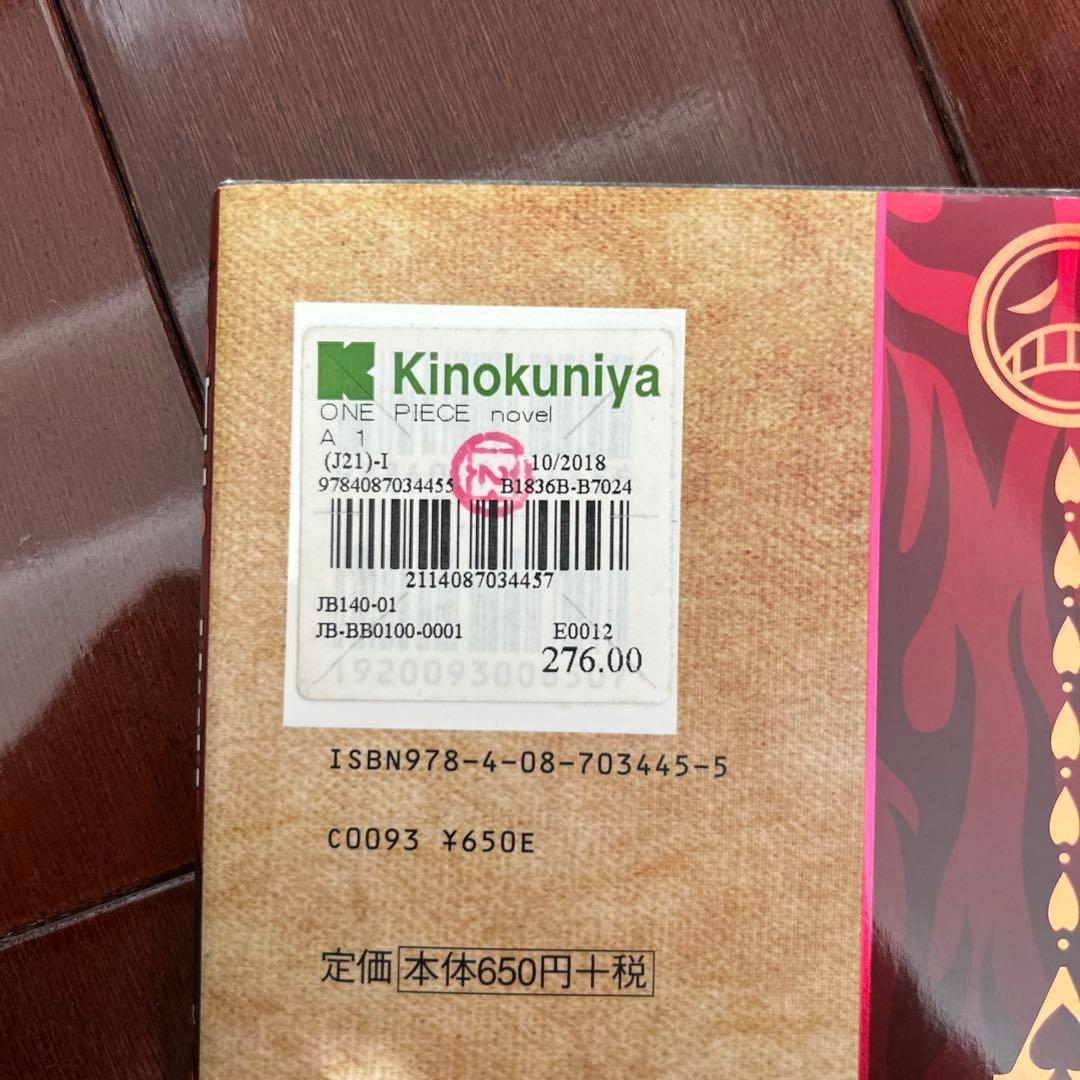 Kinokuniya
ONE PIECE novel
A 1
(J21)-I 10/2018
9784087034455 B1836B-B7024
2114087034457
JB140-01
JB-BB0100-0001 E0012
276.00
ISBN978-4-08-703445-5
C0093 ¥650E
定価 本体650円+税